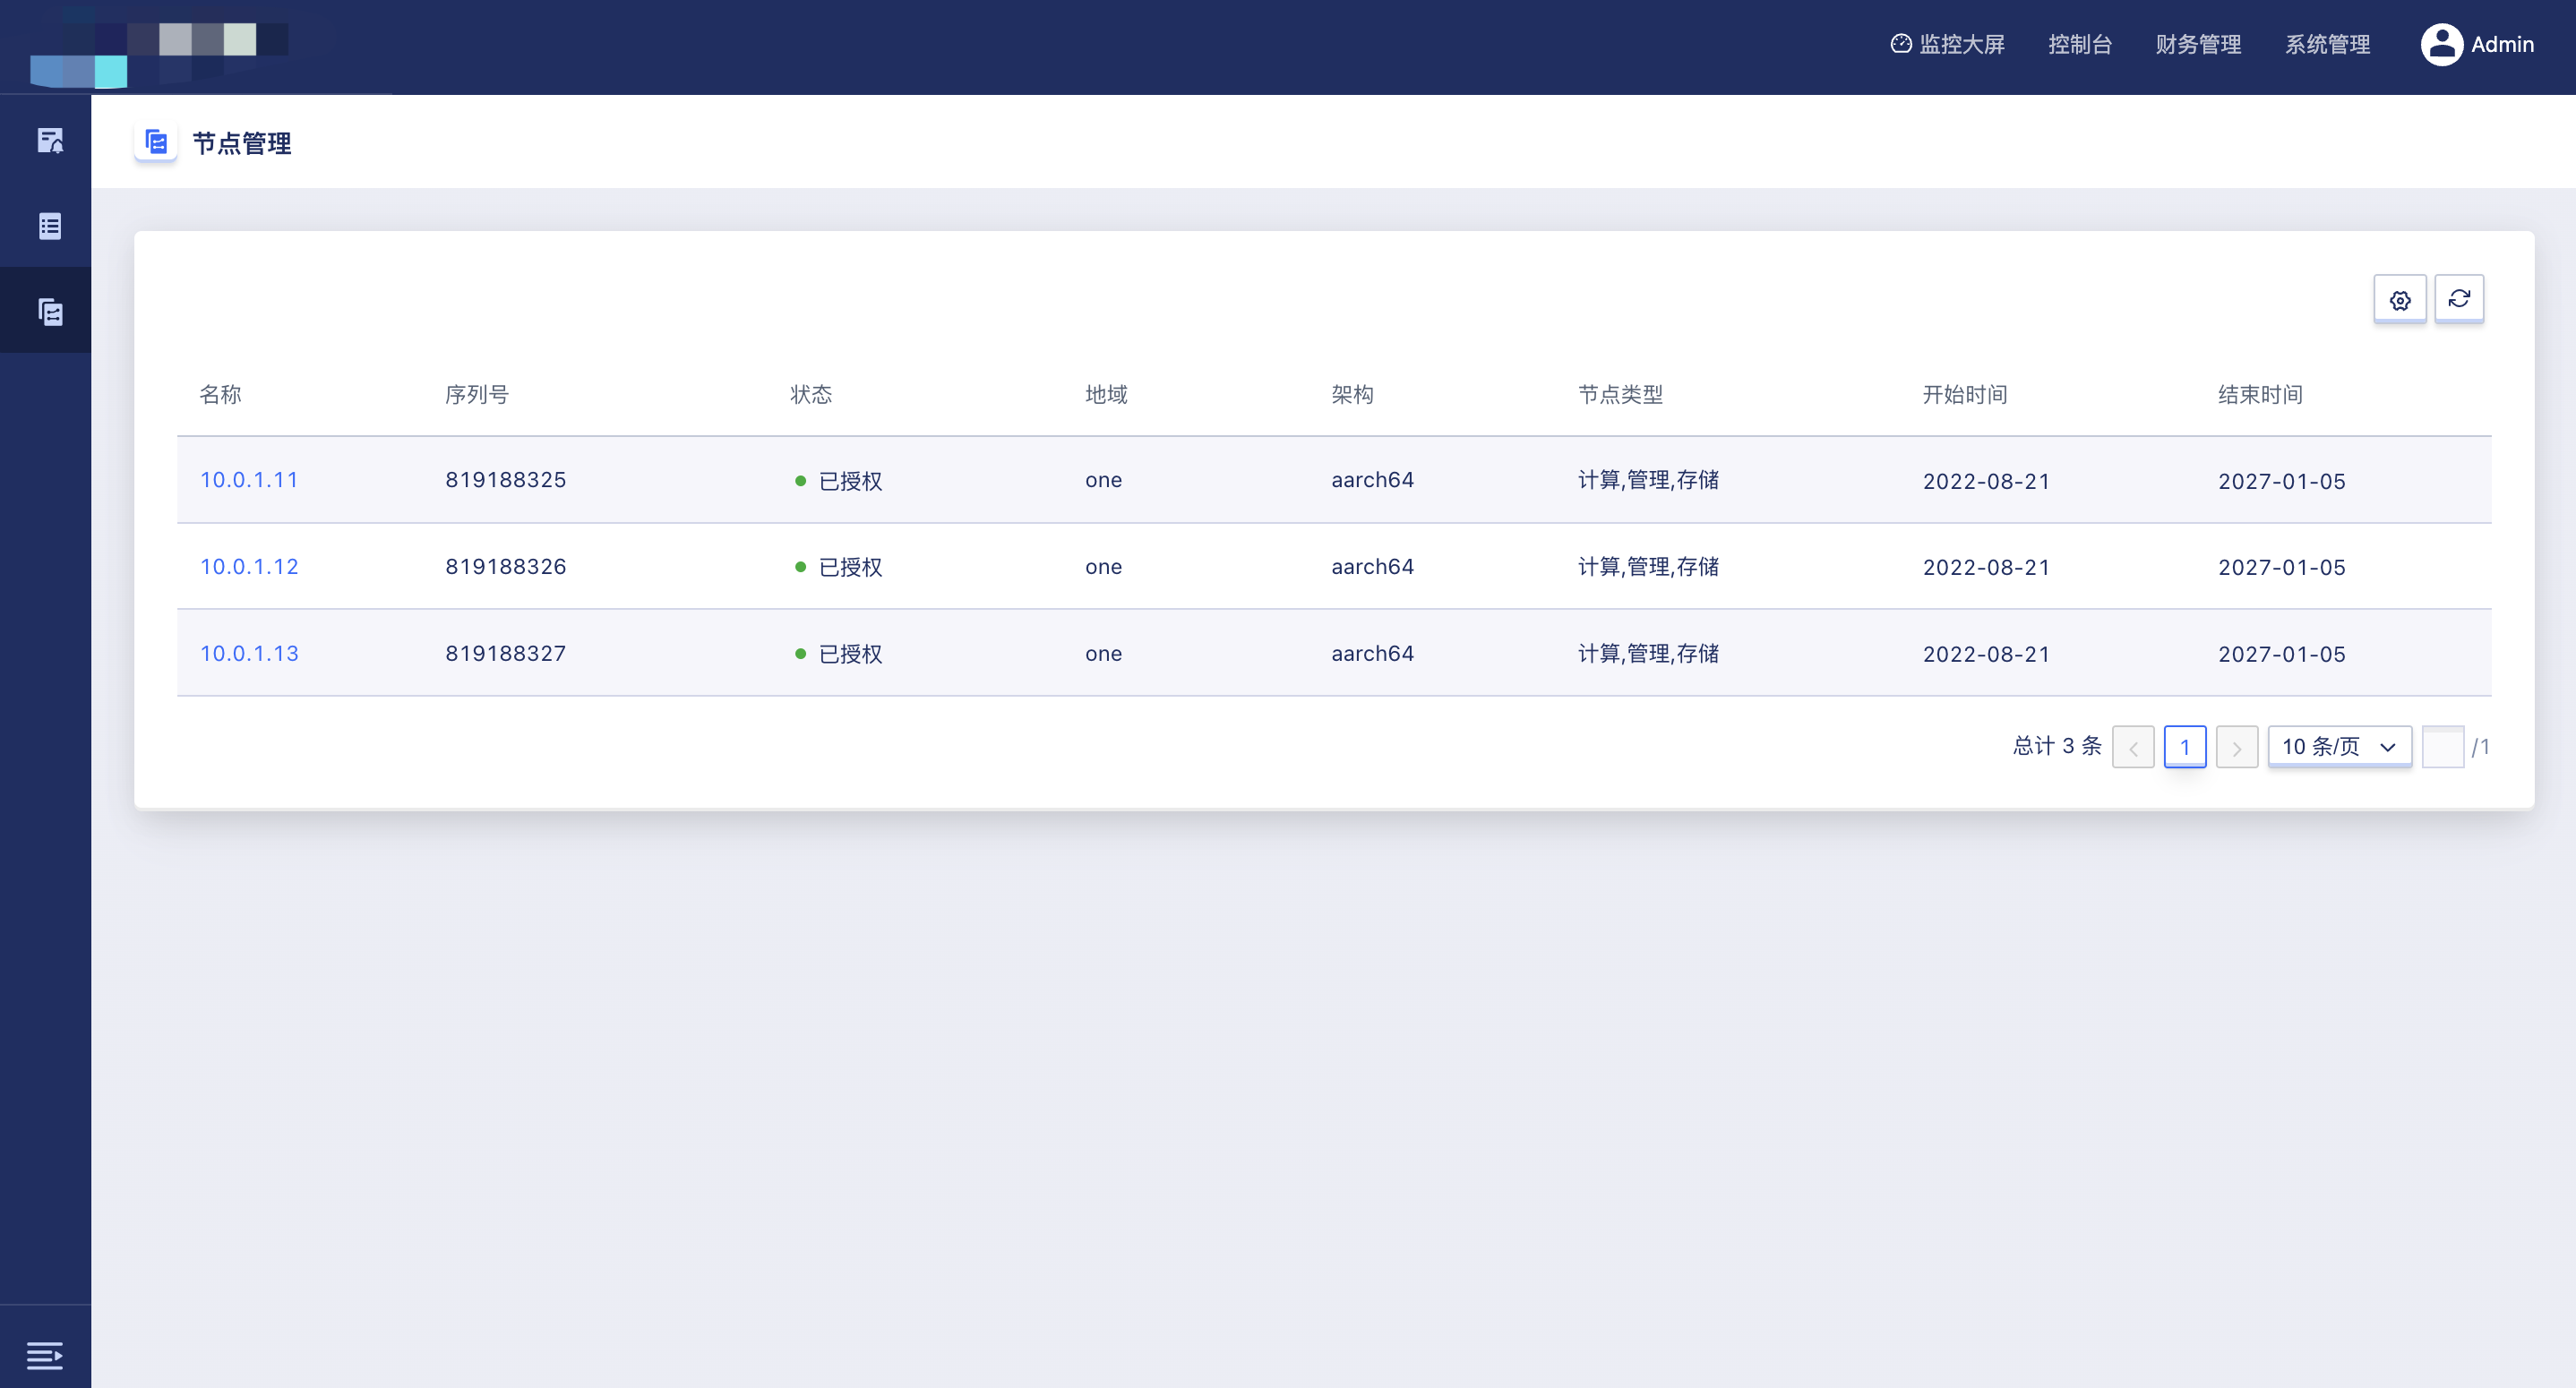 监控大屏 控制台 财务管理 系统管理 Admin
节点管理
名称 序列号 状态 地域 架构 节点类型 开始时间 结束时间
10.0.1.11 819188325 已授权 one aarch64 计算,管理,存储 2022-08-21 2027-01-05
10.0.1.12 819188326 已授权 one aarch64 计算,管理,存储 2022-08-21 2027-01-05
10.0.1.13 819188327 已授权 one aarch64 计算,管理,存储 2022-08-21 2027-01-05
总计 3 条 1 10 条/页 /1